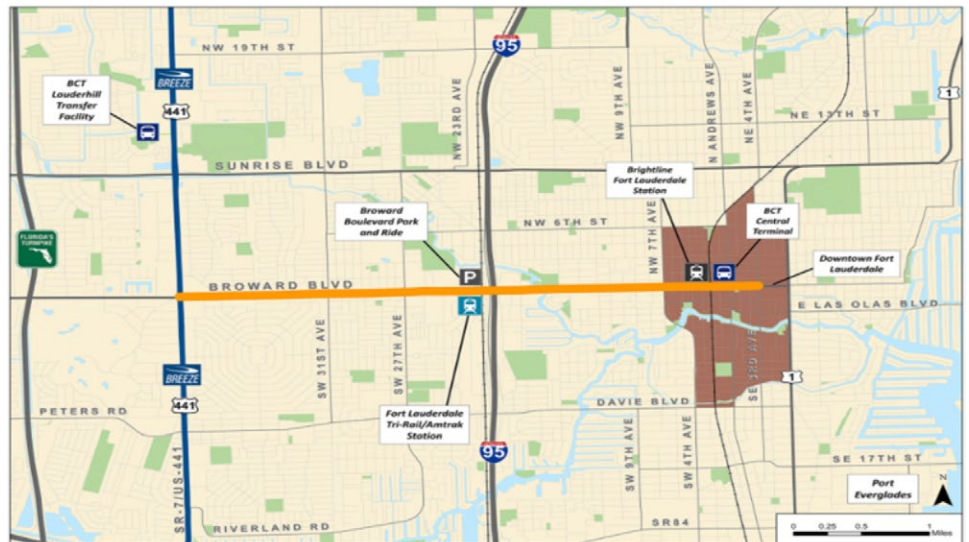 NW 19TH ST
95
BCT
Lauderhill
Transfer
Facility
BREEZE
441
NW 23RD AVE
NW 9TH AVE
N ANDREWS AVE
NE 4TH AVE
1
NE 13TH ST
SUNRISE BLVD
Brightline
Fort Lauderdale
Station
BCT
Central
Terminal
Broward
Boulevard Park
and Ride
NW 6TH ST
NW 7TH AVE
FLORIDA'S
TURNPIKE
P
Downtown Fort
Lauderdale
BROWARD BLVD
E LAS OLAS BLVD
SW 31ST AVE
SW 27TH AVE
BREEZE
441
1
PETERS RD
Fort Lauderdale
Tri-Rail/Amtrak
Station
DAVIE BLVD
95
SW 9TH AVE
SW 4TH AVE
SE 17TH ST
SR-7/US-441
Port
Everglades
N
RIVERLAND RD
SR84
0 0.25 0.5 1
Miles